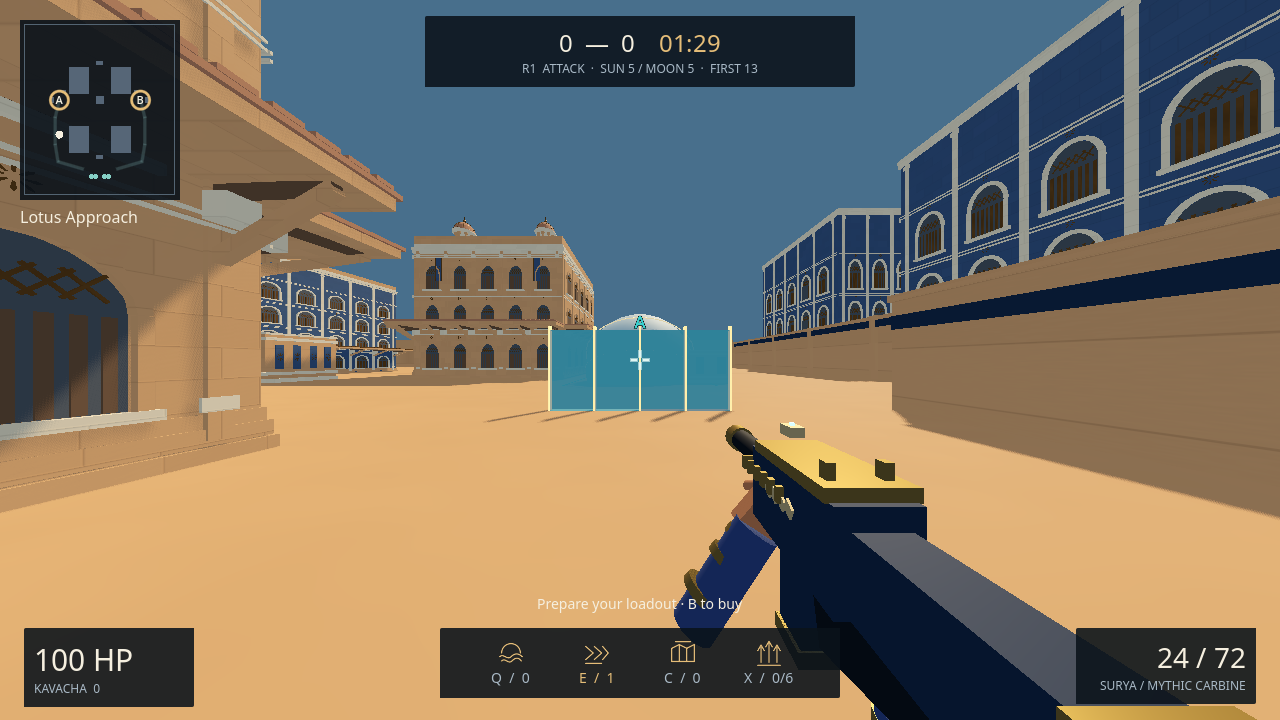 A
B
Lotus Approach
0 — 0 01:29
R1 ATTACK · SUN 5 / MOON 5 · FIRST 13
A
Prepare your loadout · B to buy
100 HP
KAVACHA 0
Q / 0
E / 1
C / 0
X / 0/6
24 / 72
SURYA / MYTHIC CARBINE